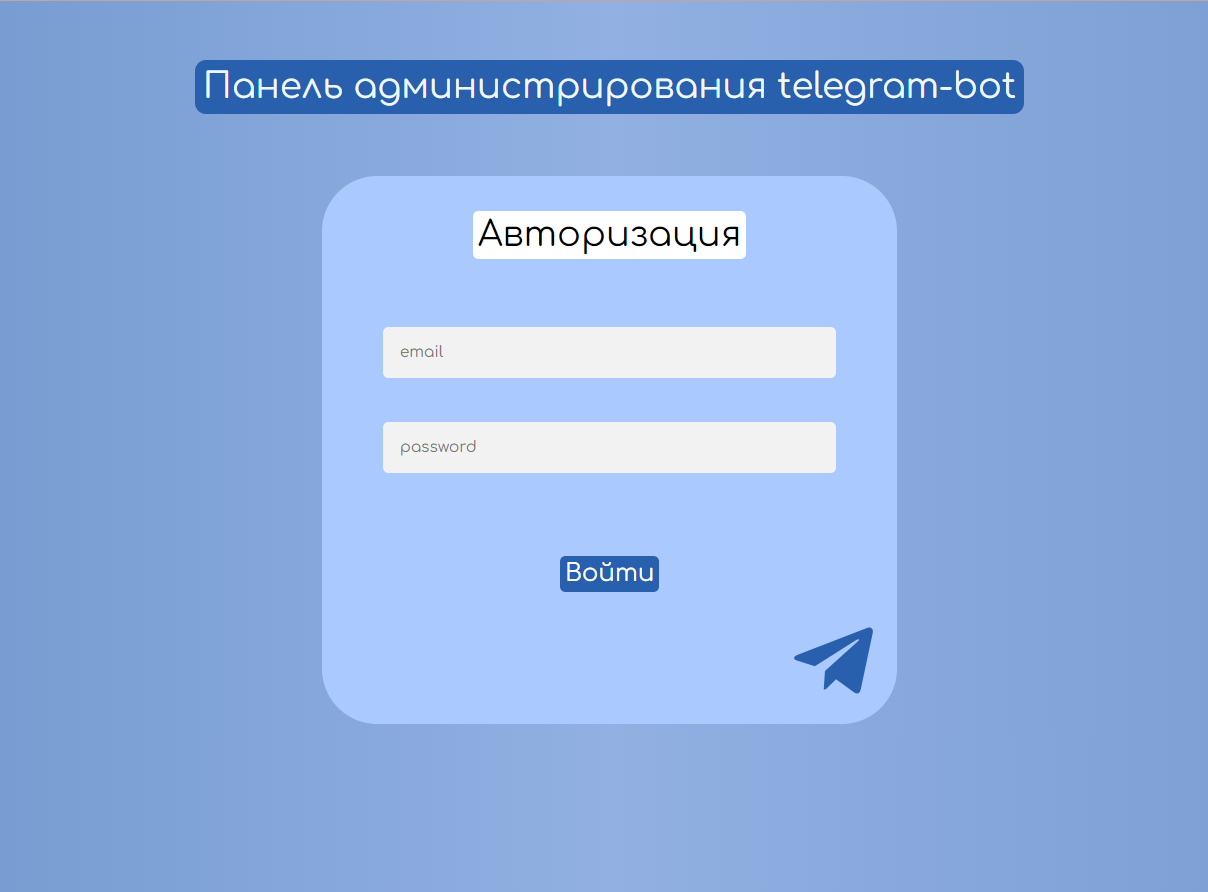 Панель администрирования telegram-bot
Авторизация
email
password
Войти